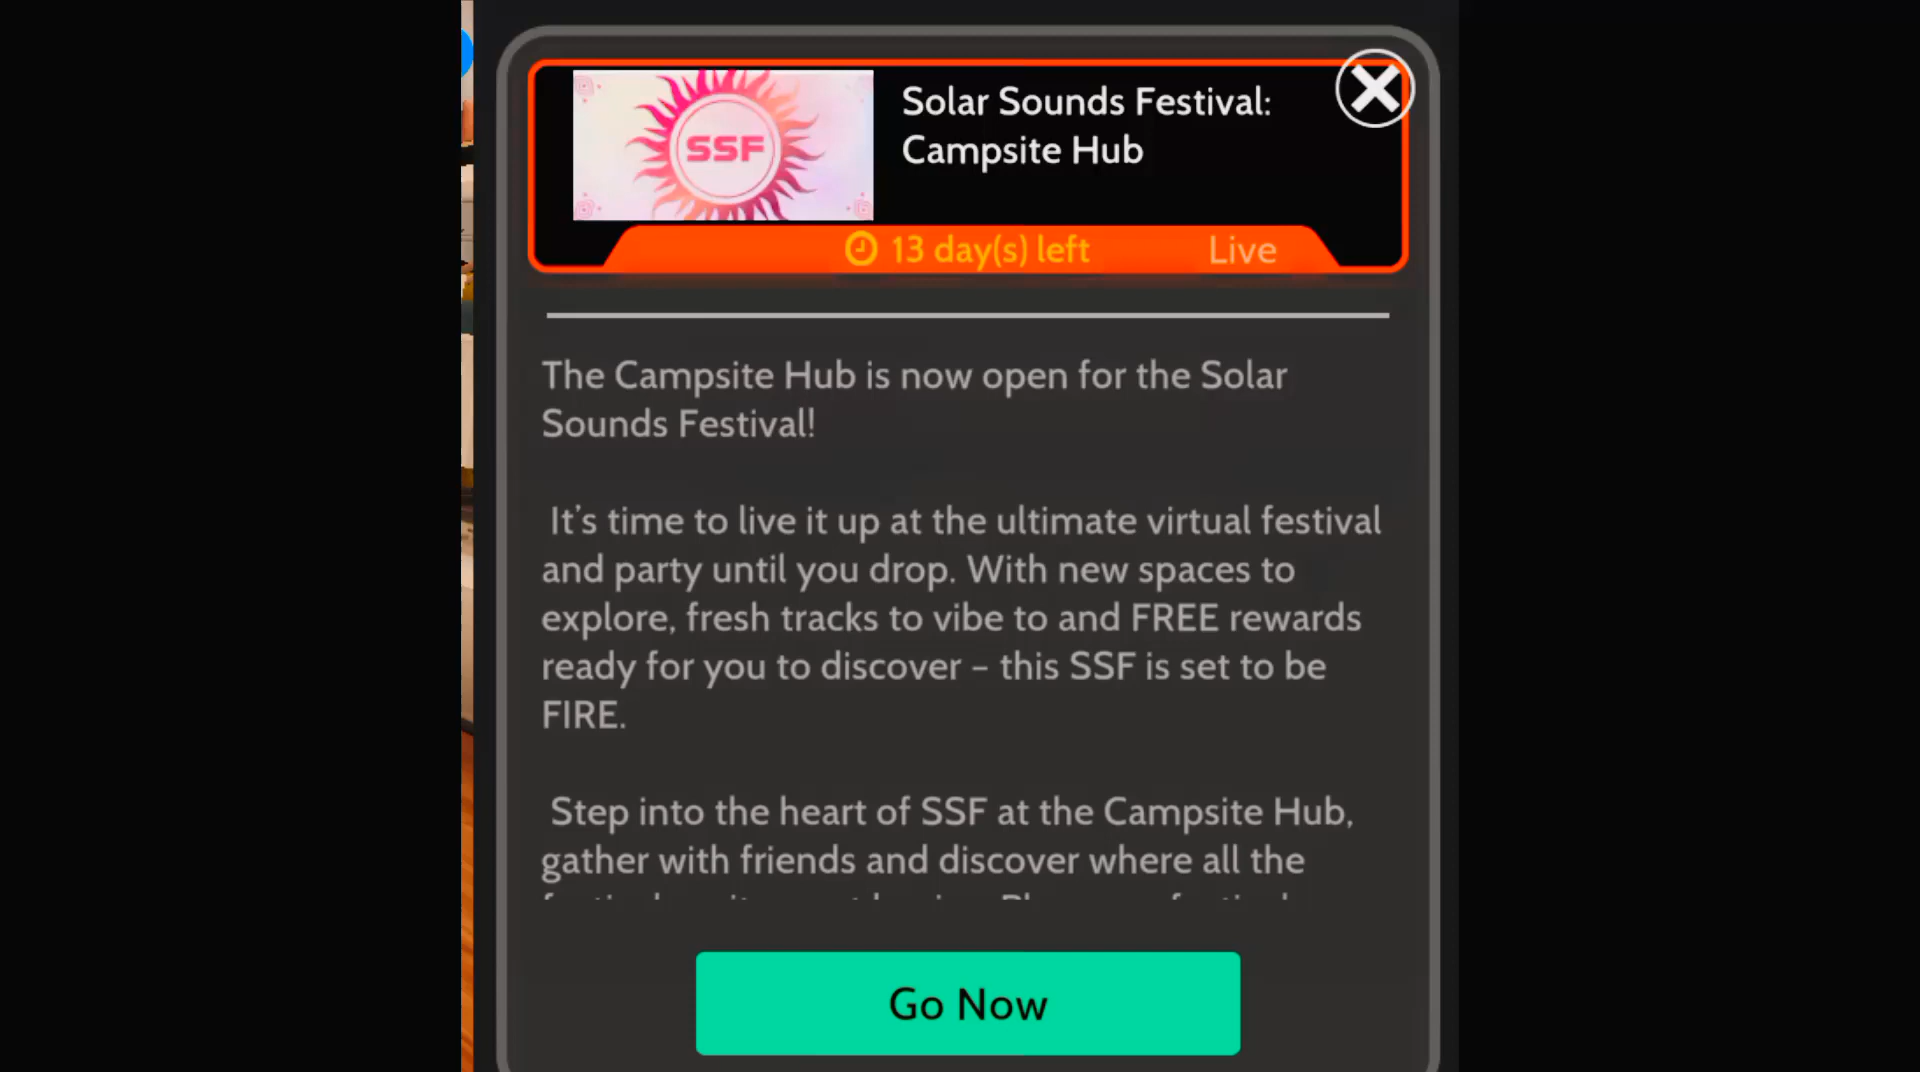 SSF
Solar Sounds Festival:
Campsite Hub
13 day(s) left
Live
The Campsite Hub is now open for the Solar
Sounds Festival!
It’s time to live it up at the ultimate virtual festival
and party until you drop. With new spaces to
explore, fresh tracks to vibe to and FREE rewards
ready for you to discover – this SSF is set to be
FIRE.
Step into the heart of SSF at the Campsite Hub,
gather with friends and discover where all the
Go Now